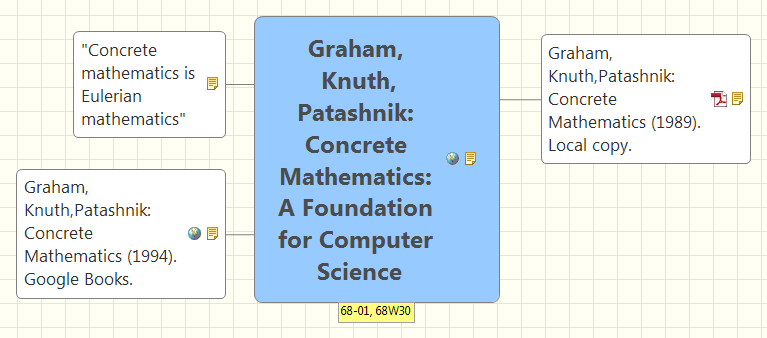 "Concrete
mathematics is
Eulerian
mathematics"
Graham,
Knuth,Patashnik:
Concrete
Mathematics (1994).
Google Books.
Graham,
Knuth,
Patashnik:
Concrete
Mathematics:
A Foundation
for Computer
Science
68-01, 68W30
Graham,
Knuth,Patashnik:
Concrete
Mathematics (1989).
Local copy.